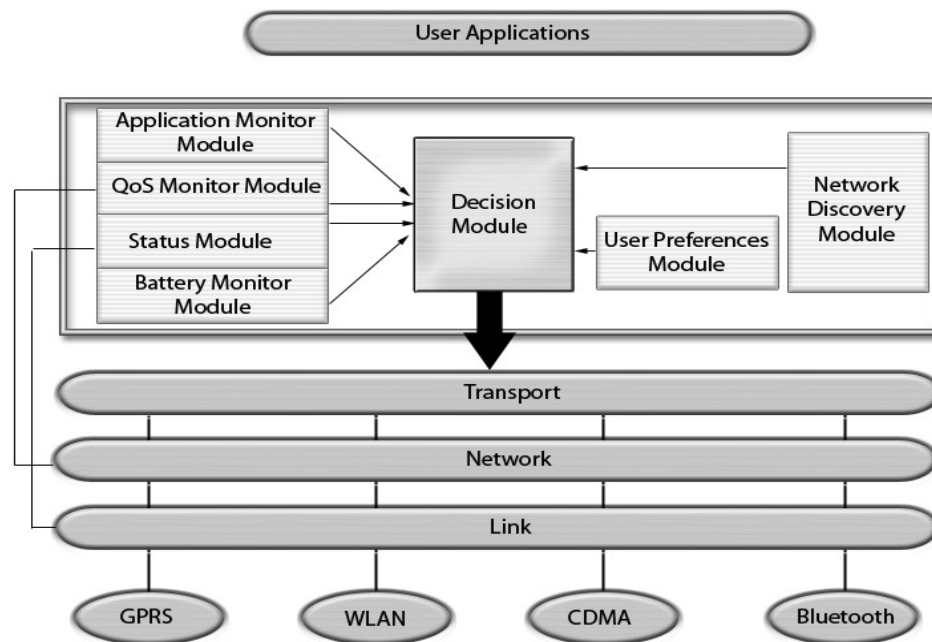 User Applications
Application Monitor
Module
QoS Monitor Module
Status Module
Battery Monitor
Module
Decision
Module
User Preferences
Module
Network
Discovery
Module
Transport
Network
Link
GPRS
WLAN
CDMA
Bluetooth